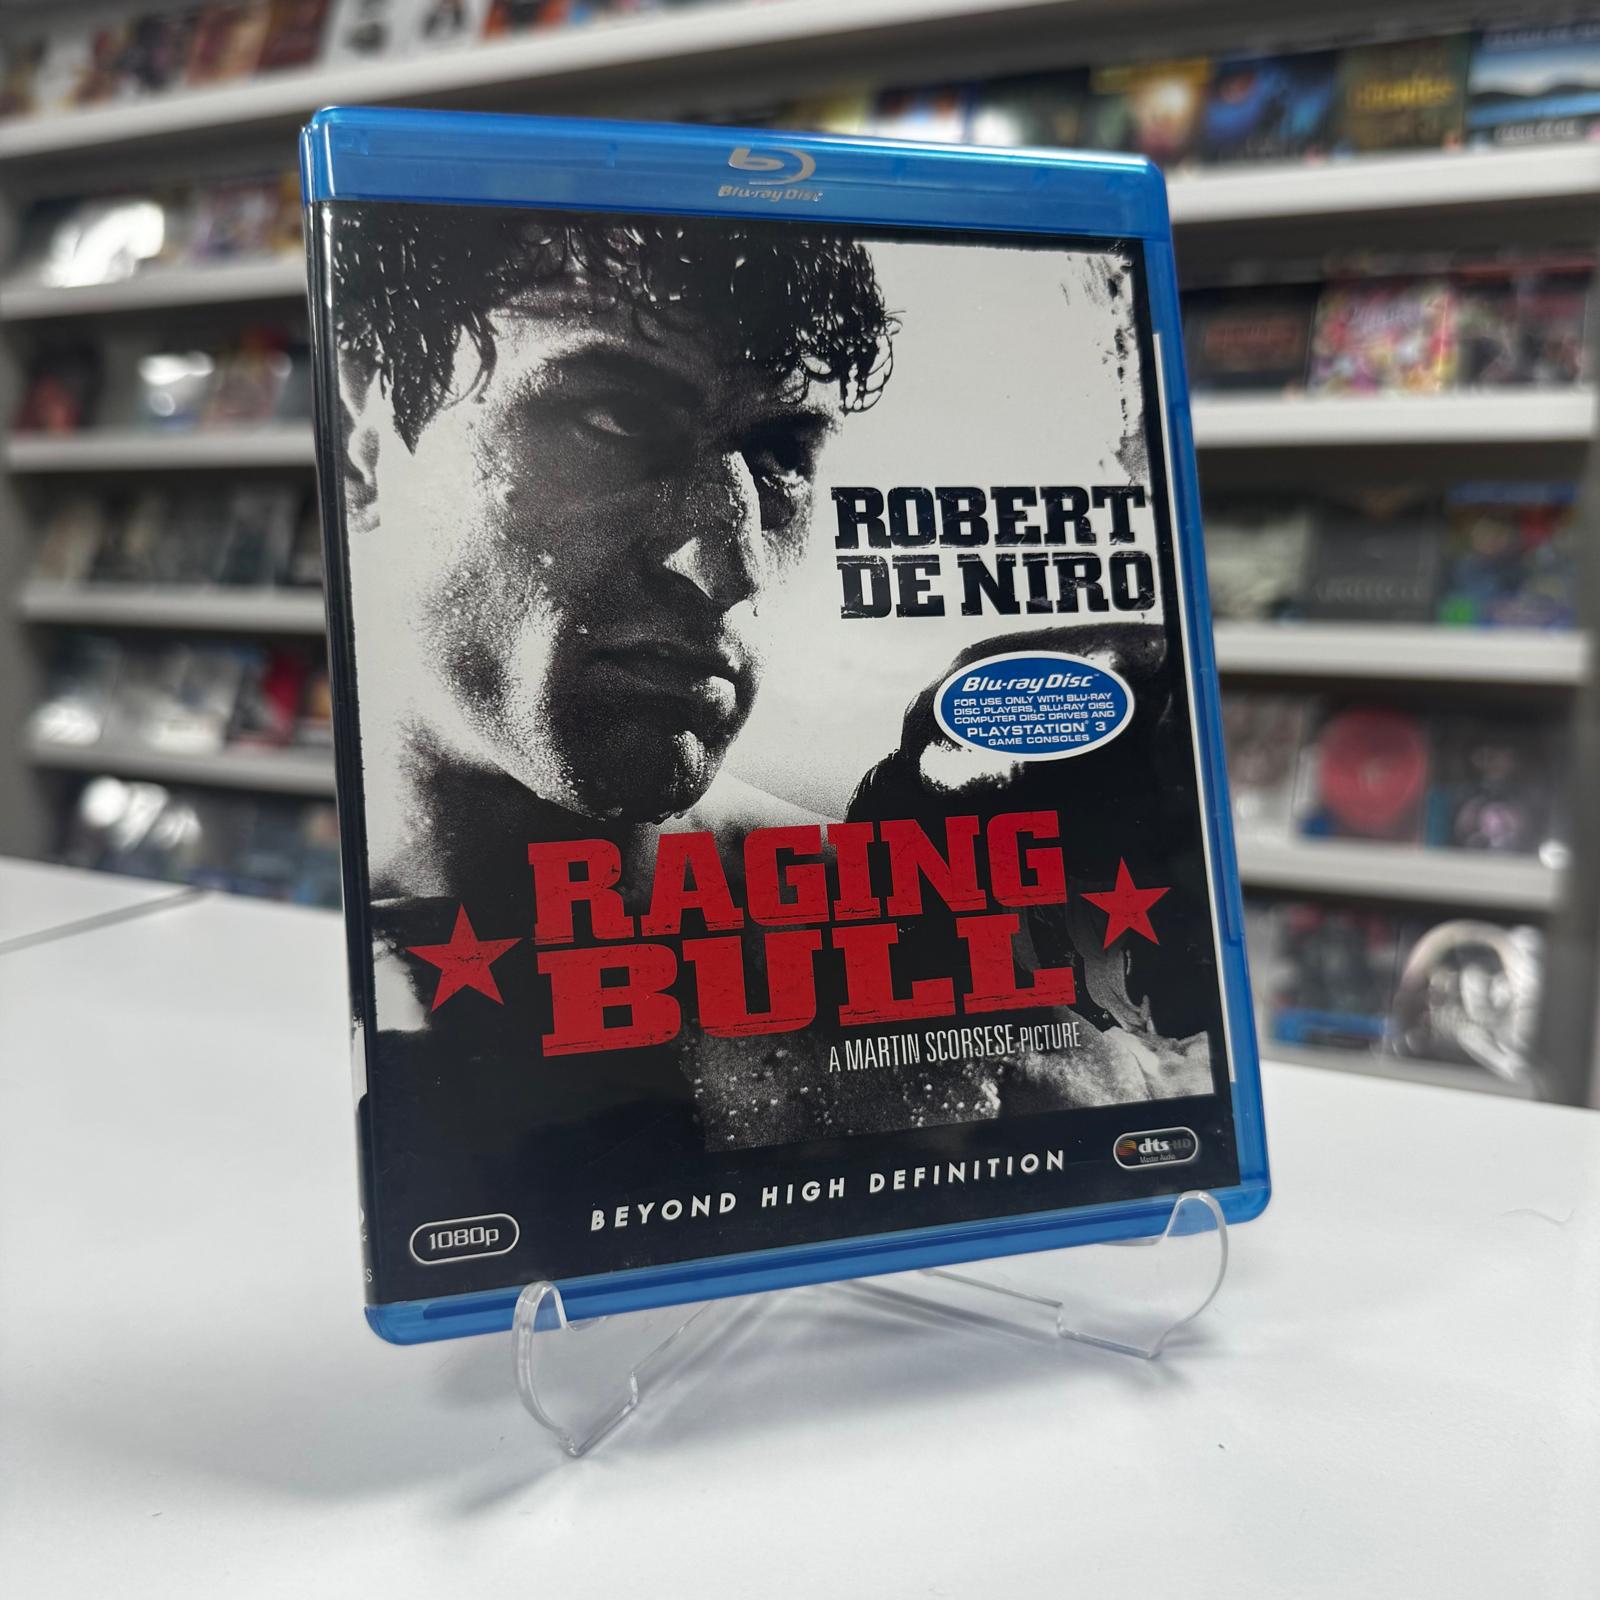 Blu-ray Disc
ROBERT
DE NIRO
Blu-ray Disc™
FOR USE ONLY WITH BLU-RAY
DISC PLAYERS, BLU-RAY DISC
COMPUTER DISC DRIVES AND
PLAYSTATION® 3
GAME CONSOLES
RAGING
BULL
A MARTIN SCORSESE PICTURE
BEYOND HIGH DEFINITION
dts-HD
Master Audio
1080p